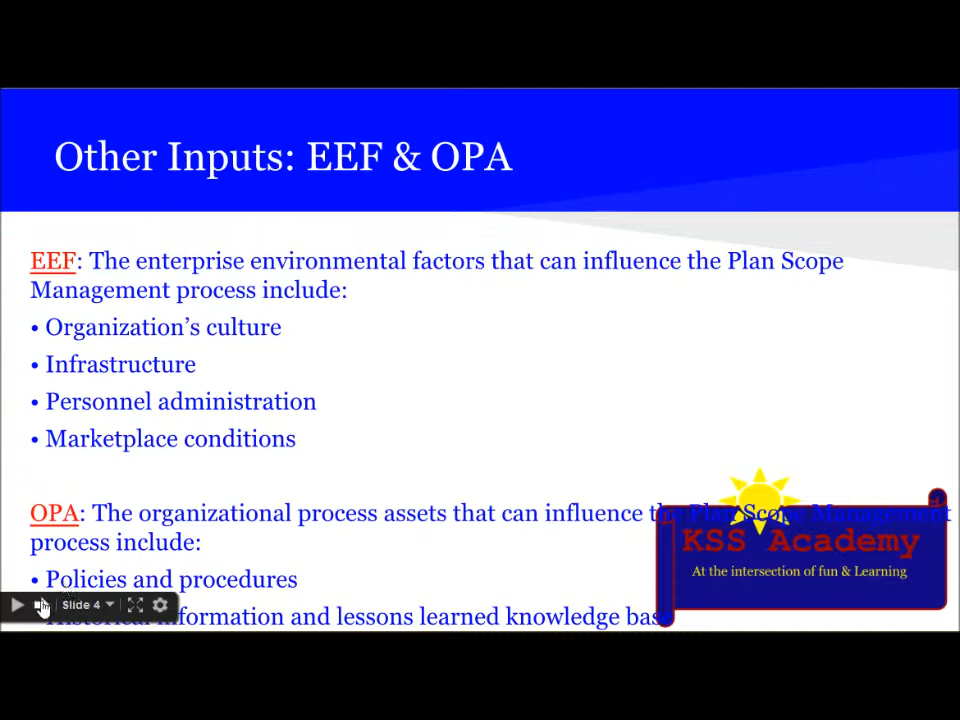 Other Inputs: EEF & OPA
EEF: The enterprise environmental factors that can influence the Plan Scope
Management process include:
• Organization’s culture
• Infrastructure
• Personnel administration
• Marketplace conditions
OPA: The organizational process assets that can influence the Plan Scope Management
process include:
KSS Academy
At the intersection of fun & Learning
• Policies and procedures
Slide 4
Historical information and lessons learned knowledge base